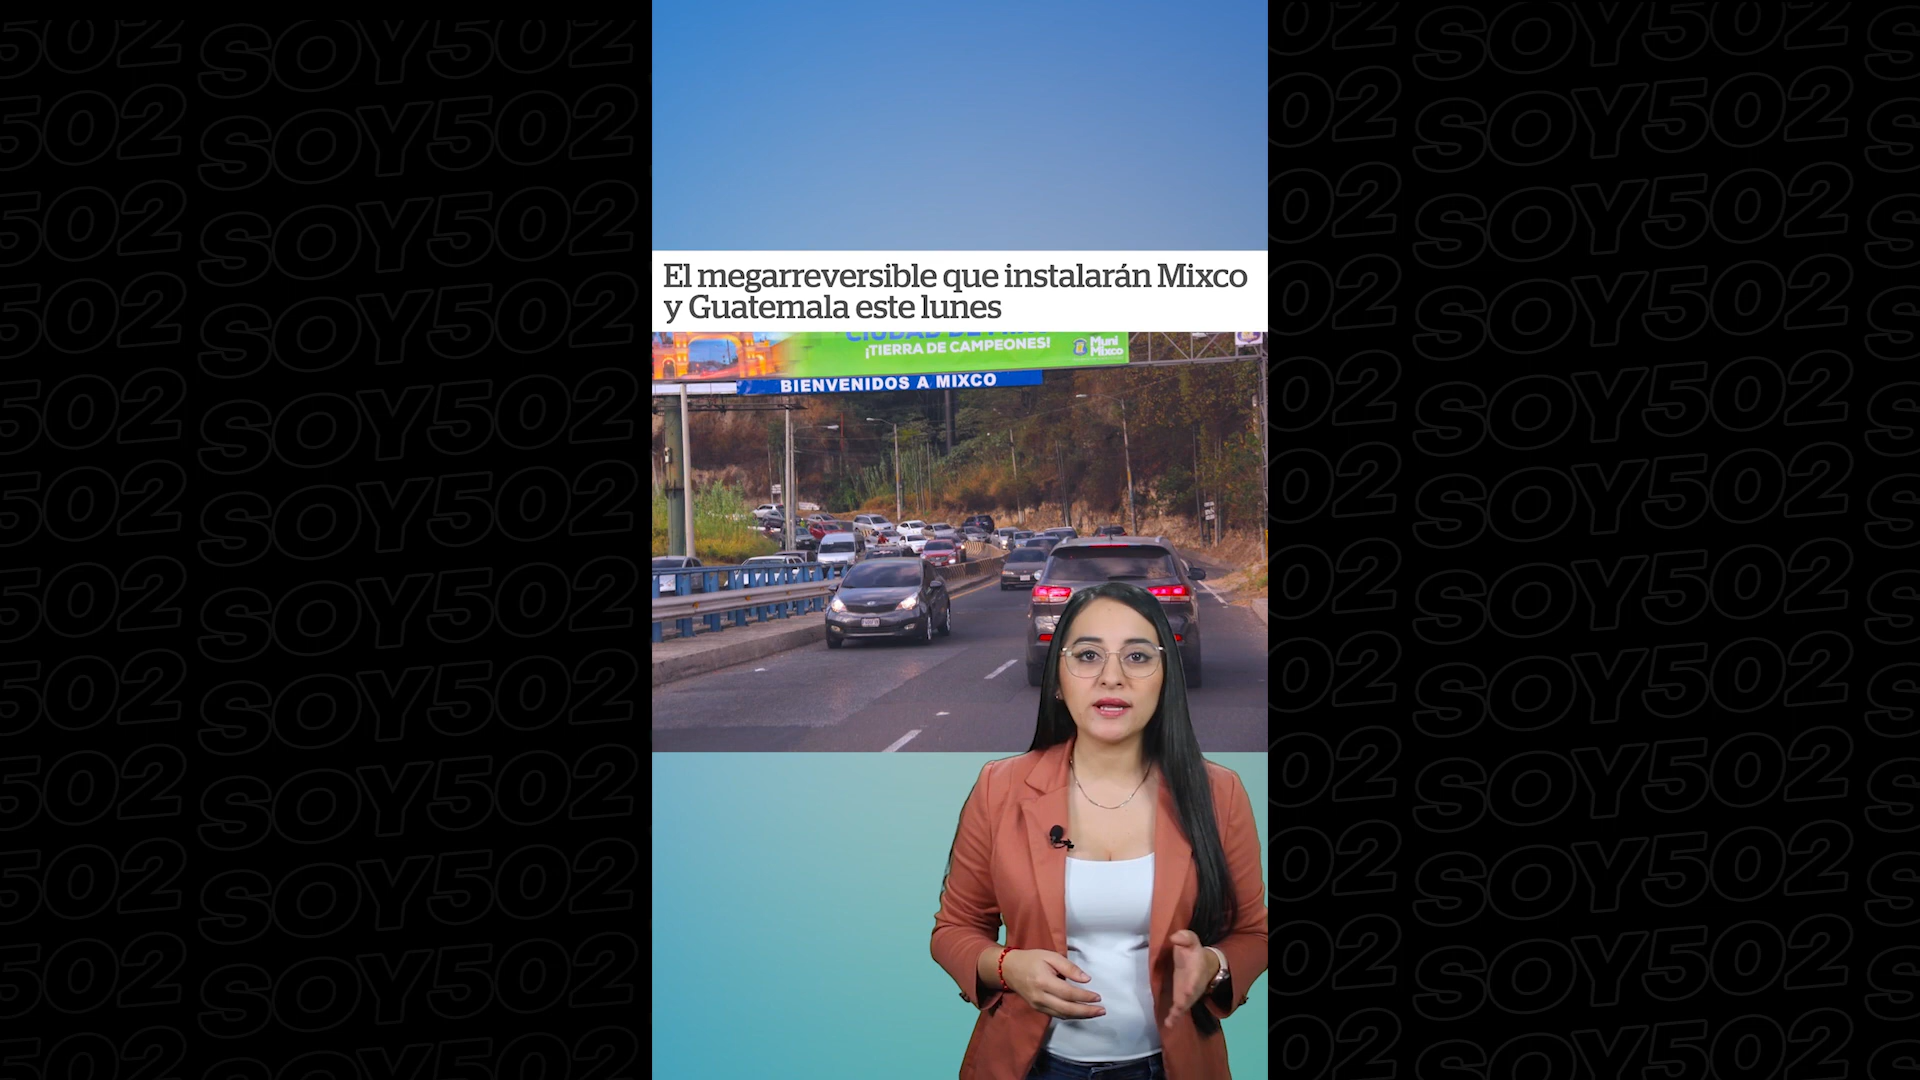 El megarreversible que instalarán Mixco
y Guatemala este lunes
¡TIERRA DE CAMPEONES!
Muni
Mixco
BIENVENIDOS A MIXCO
SOY502